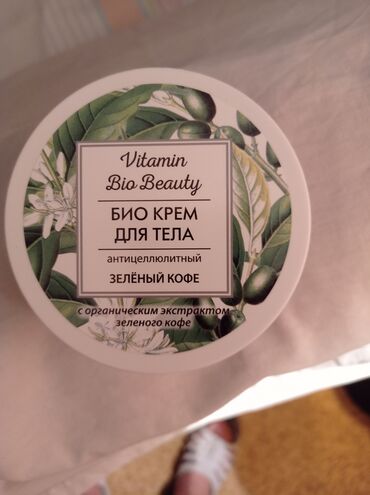 Vitamin
Bio Beauty
БИО КРЕМ
ДЛЯ ТЕЛА
антицеллюлитный
ЗЕЛЁНЫЙ КОФЕ
с органическим экстрактом
зеленого кофе